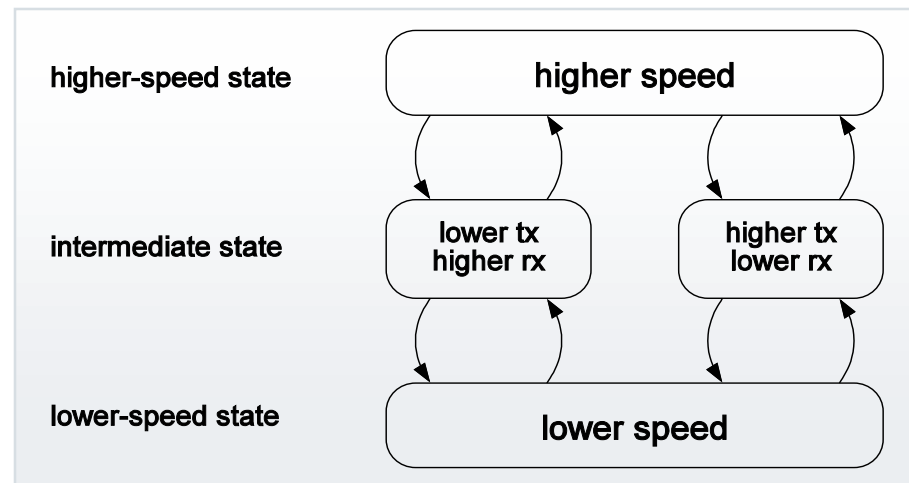 higher-speed state
higher speed
intermediate state
lower tx
higher rx
higher tx
lower rx
lower-speed state
lower speed